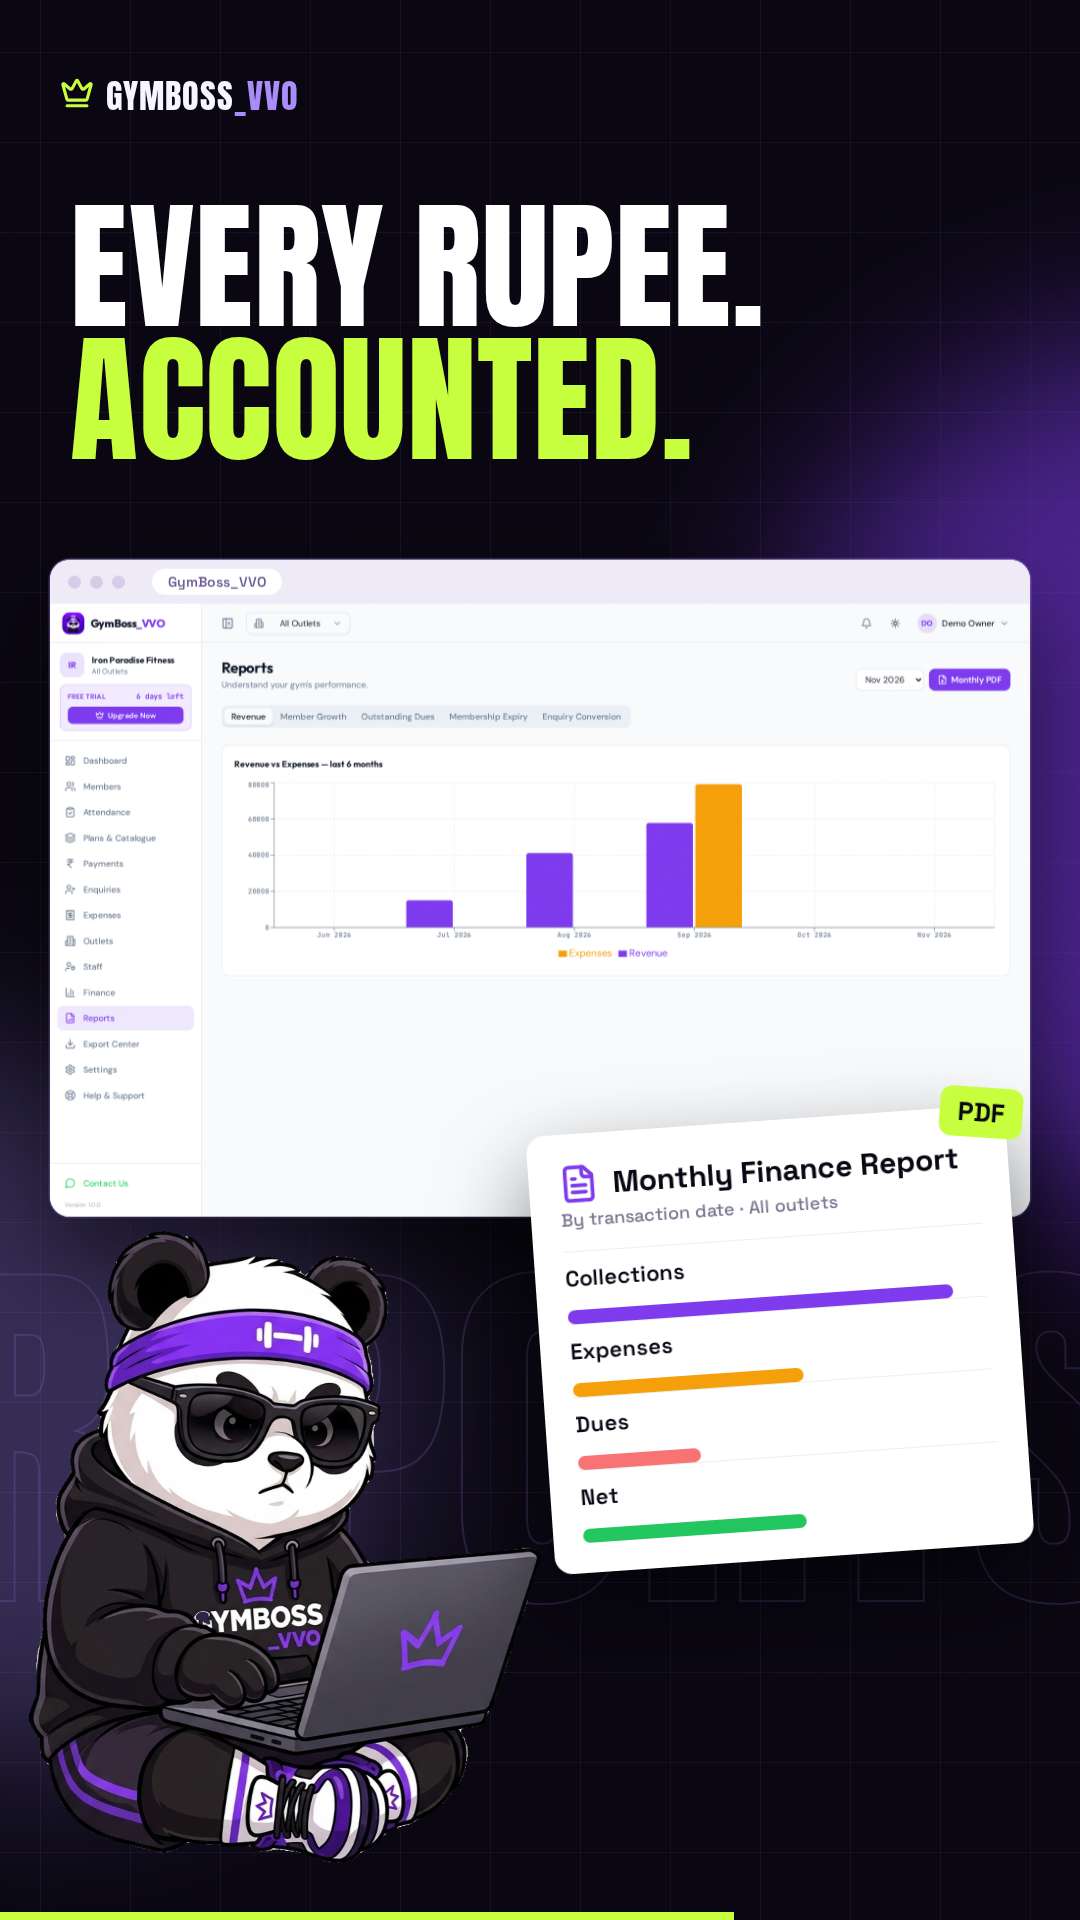 GYMBOSS_VVO
EVERY RUPEE.
ACCOUNTED.
GymBoss_VVO
GymBoss_VVO
All Outlets
DO Demo Owner
IR Iron Paradise Fitness
All Outlets
FREE TRIAL 6 days left
Upgrade Now
Reports
Understand your gym's performance.
Nov 2026
Monthly PDF
Revenue Member Growth Outstanding Dues Membership Expiry Enquiry Conversion
Dashboard
Members
Attendance
Plans & Catalogue
Payments
Enquiries
Expenses
Outlets
Staff
Finance
Reports
Export Center
Settings
Help & Support
Contact Us
Revenue vs Expenses — last 6 months
80000
60000
40000
20000
0
Jun 2026 Jul 2026 Aug 2026 Sep 2026 Oct 2026 Nov 2026
Expenses Revenue
PDF
Monthly Finance Report
By transaction date · All outlets
Collections
Expenses
Dues
Net
GYMBOSS
_VVO